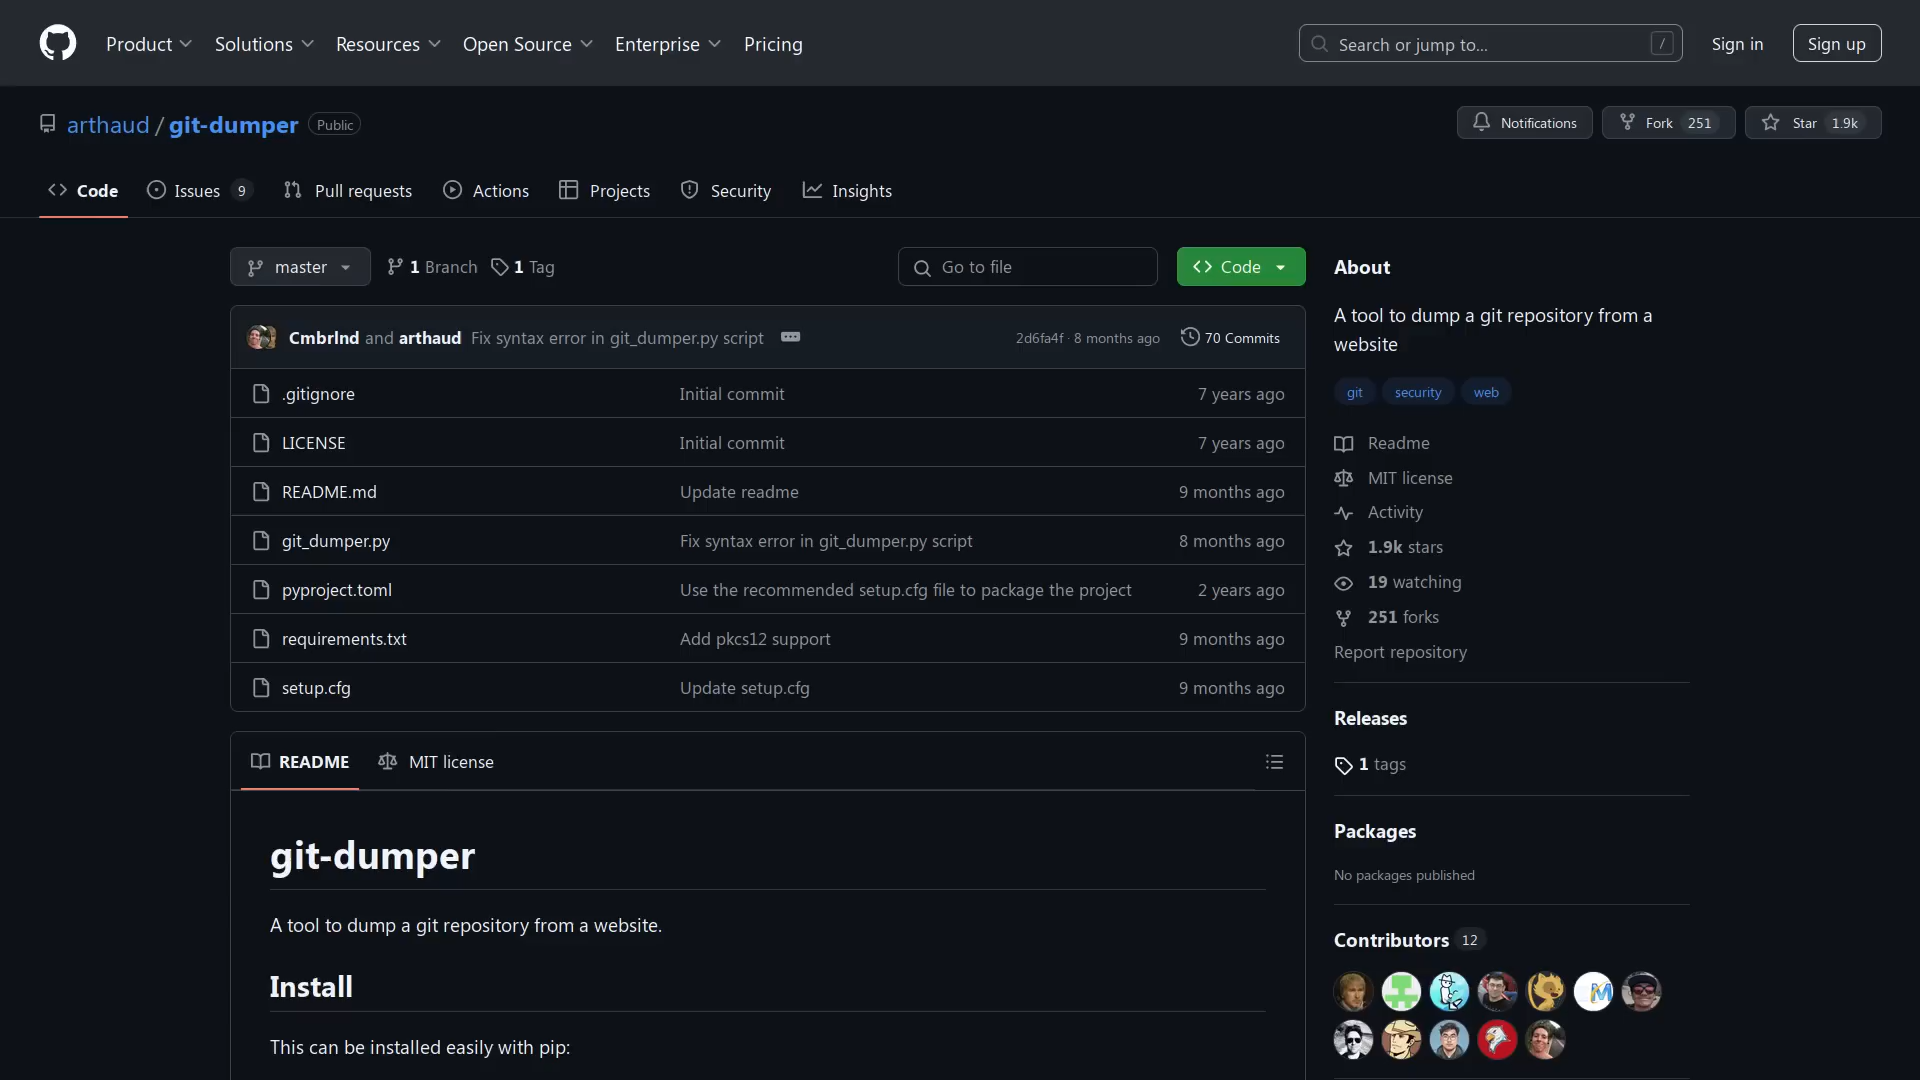 Product Solutions Resources Open Source Enterprise Pricing Search or jump to... / Sign in Sign up
arthaud / git-dumper Public Notifications Fork 251 Star 1.9k
Code Issues 9 Pull requests Actions Projects Security Insights
master 1 Branch 1 Tag Go to file Code
Cmbrlnd and arthaud Fix syntax error in git_dumper.py script 2d6fa4f · 8 months ago 70 Commits
.gitignore Initial commit 7 years ago
LICENSE Initial commit 7 years ago
README.md Update readme 9 months ago
git_dumper.py Fix syntax error in git_dumper.py script 8 months ago
pyproject.toml Use the recommended setup.cfg file to package the project 2 years ago
requirements.txt Add pkcs12 support 9 months ago
setup.cfg Update setup.cfg 9 months ago
README MIT license
git-dumper
A tool to dump a git repository from a website.
Install
This can be installed easily with pip:
About
A tool to dump a git repository from a
website
git security web
Readme
MIT license
Activity
1.9k stars
19 watching
251 forks
Report repository
Releases
1 tags
Packages
No packages published
Contributors 12